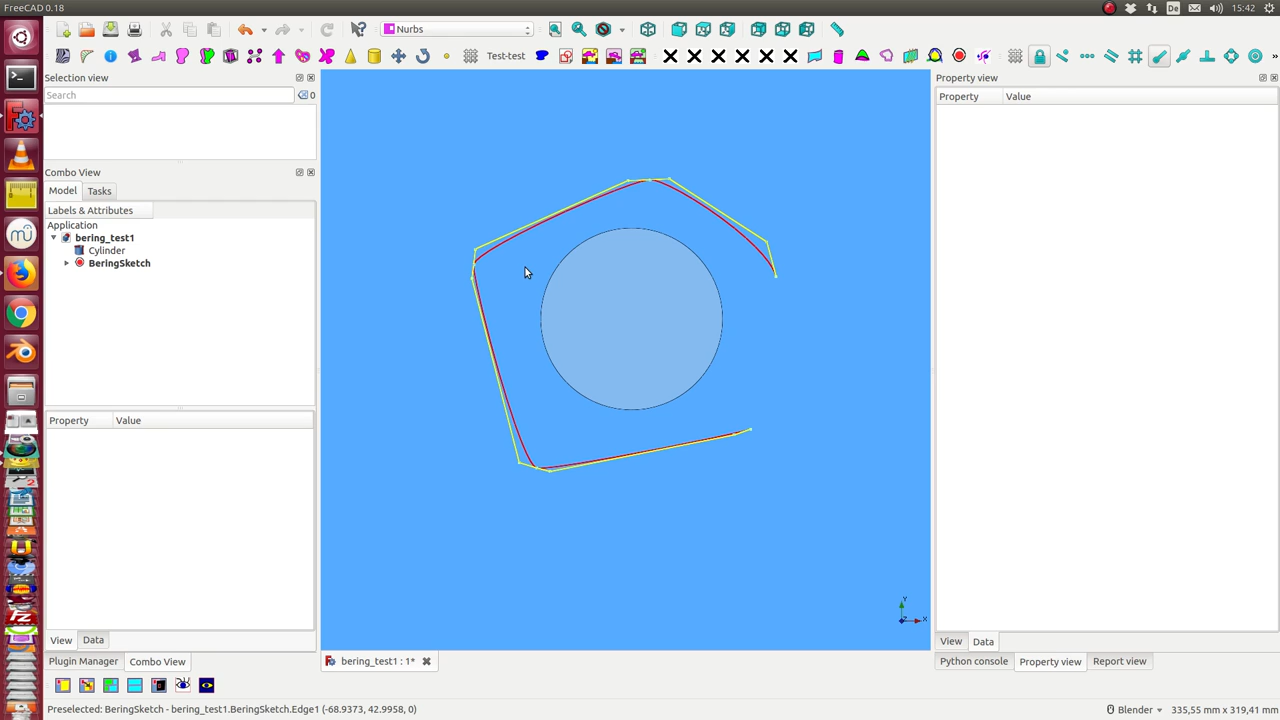 FreeCAD 0.18
De
15:42
Nurbs
Test-test
»
Selection view
Search
0
Combo View
Model Tasks
Labels & Attributes
Application
bering_test1
Cylinder
BeringSketch
Property Value
View Data
Plugin Manager Combo View
bering_test1 : 1*
Y
X
Property view
Property Value
View Data
Python console Property view Report view
Preselected: BeringSketch - bering_test1.BeringSketch.Edge1 (-68.9373, 42.9958, 0)
Blender 335,55 mm x 319,41 mm